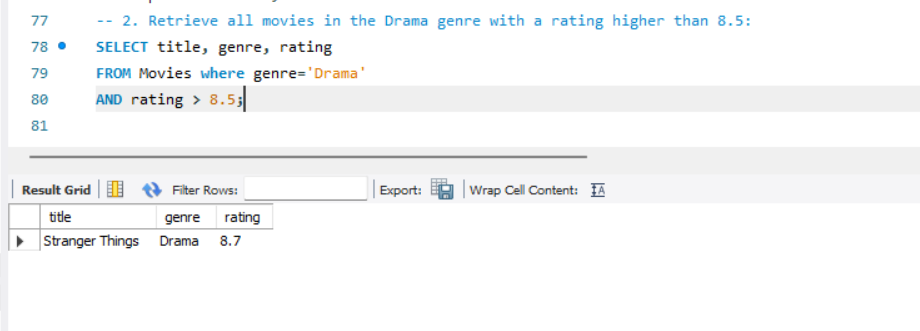 77 -- 2. Retrieve all movies in the Drama genre with a rating higher than 8.5:
78 SELECT title, genre, rating
79 FROM Movies where genre='Drama'
80 AND rating > 8.5;
81
Result Grid Filter Rows: Export: Wrap Cell Content: IA
title genre rating
Stranger Things Drama 8.7